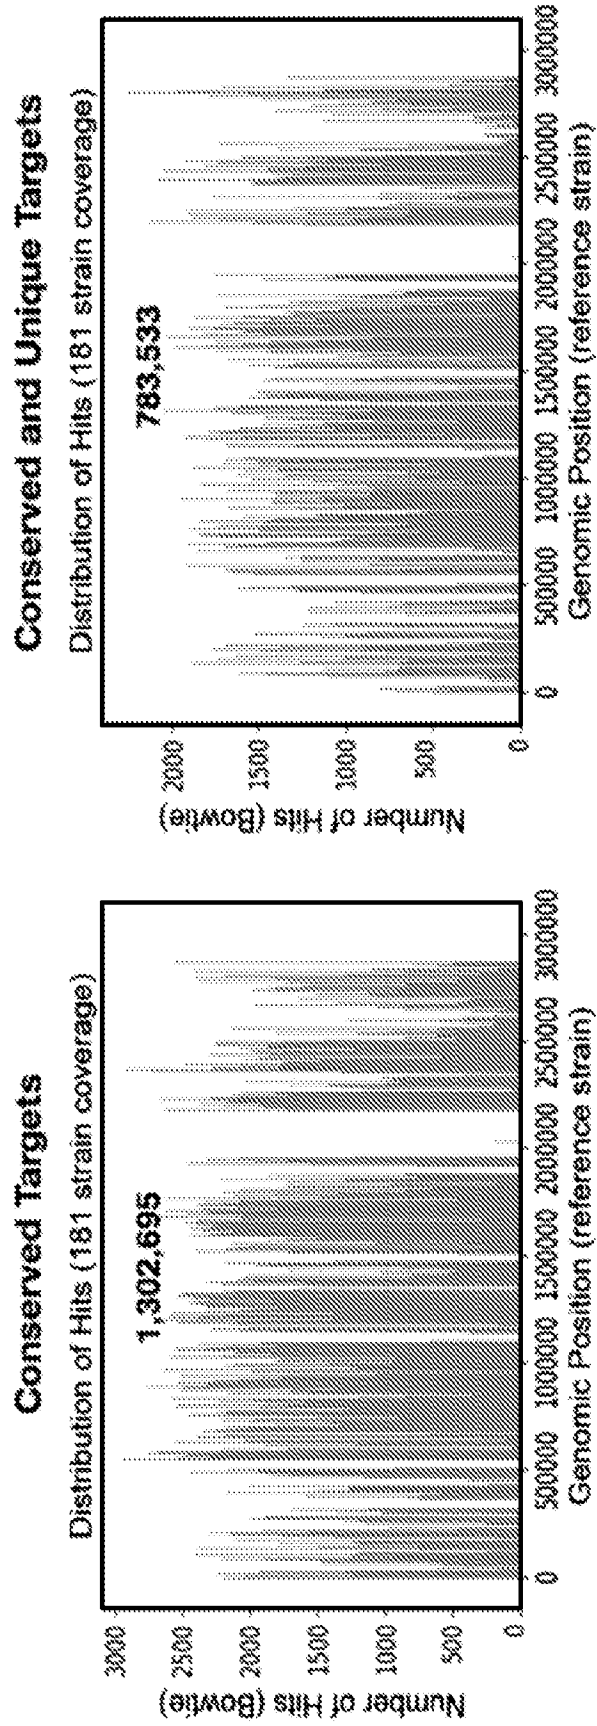 Conserved Targets
Distribution of Hits (181 strain coverage)
1,302,695
Number of Hits (Bowtie)
3000
2500
2000
1500
1000
500
0
0 500000 1000000 1500000 2000000 2500000 3000000
Genomic Position (reference strain)
Conserved and Unique Targets
Distribution of Hits (181 strain coverage)
783,533
Number of Hits (Bowtie)
2000
1500
1000
500
0
0 500000 1000000 1500000 2000000 2500000 3000000
Genomic Position (reference strain)